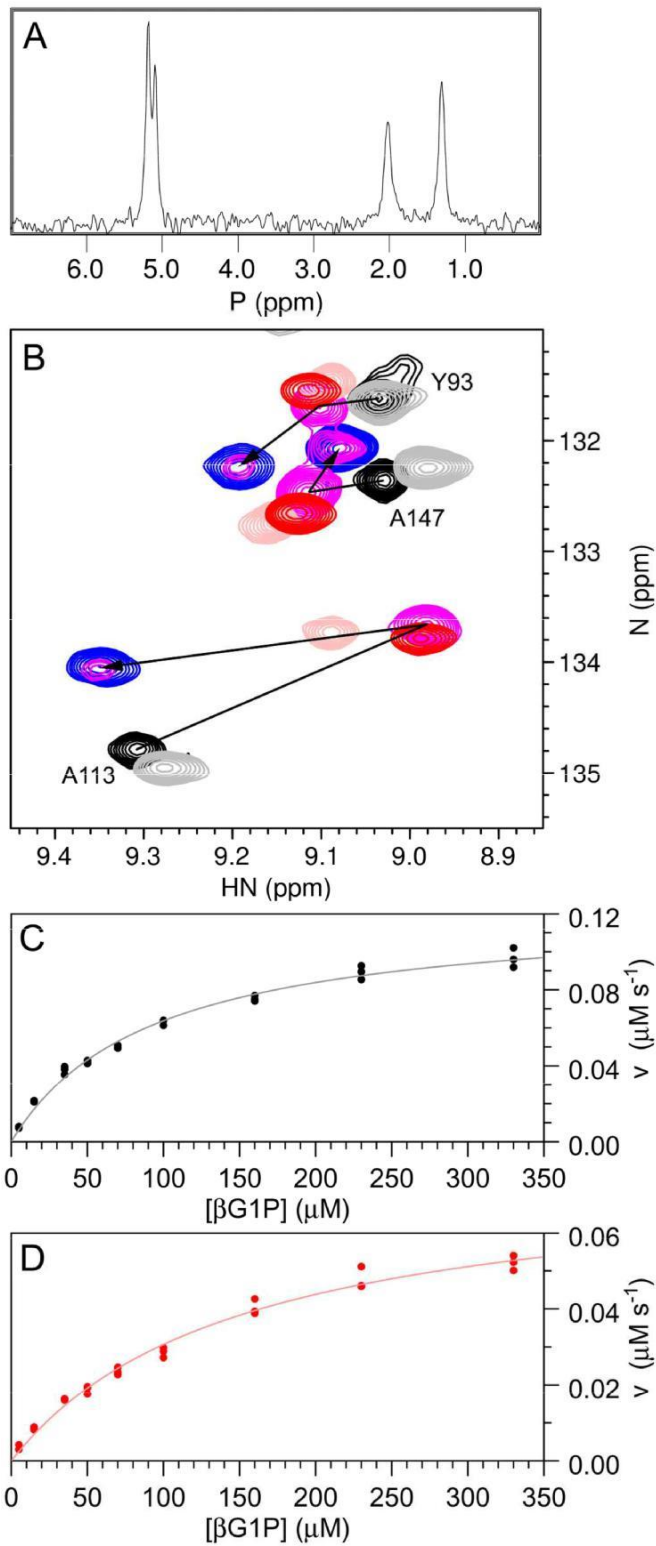 A
6.0 5.0 4.0 3.0 2.0 1.0
P (ppm)
B
Y93
132
A147
133
N (ppm)
134
A113
135
9.4 9.3 9.2 9.1 9.0 8.9
HN (ppm)
C
0.12
0.08
0.04
0.00
v (μM s⁻¹)
0 50 100 150 200 250 300 350
[βG1P] (μM)
D
0.06
0.04
0.02
0.00
v (μM s⁻¹)
0 50 100 150 200 250 300 350
[βG1P] (μM)